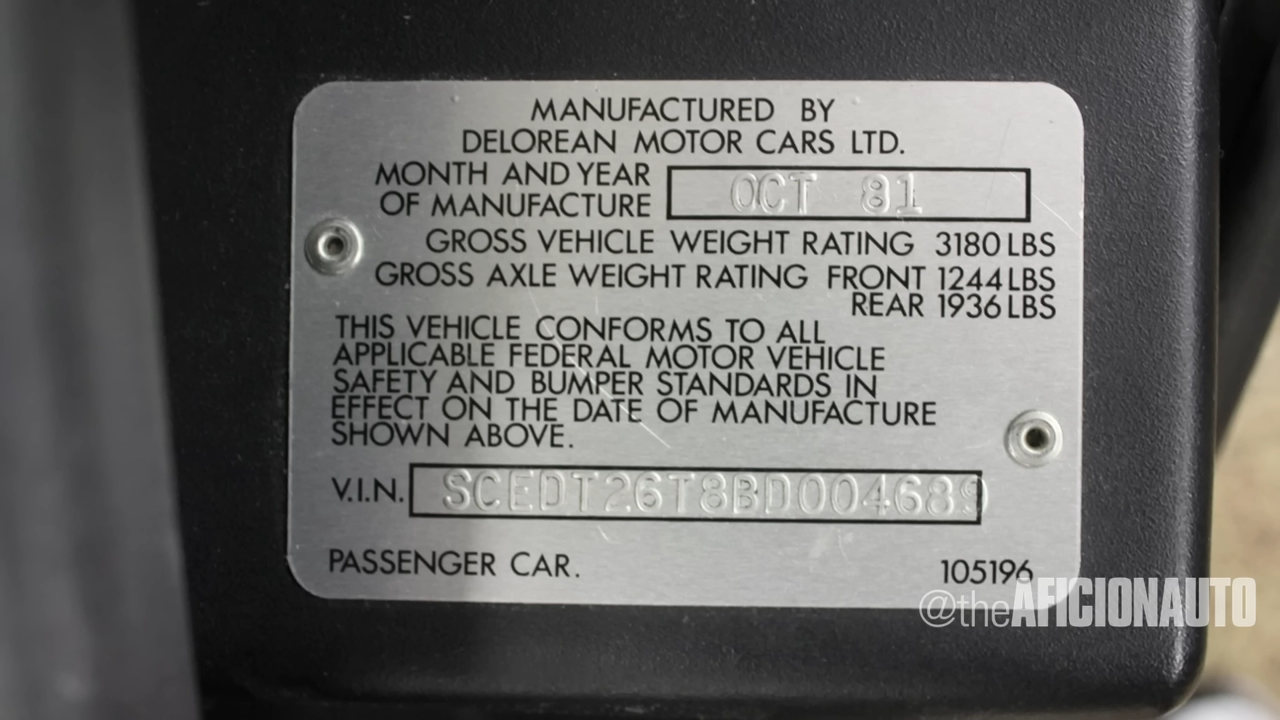 MANUFACTURED BY
DELOREAN MOTOR CARS LTD.
MONTH AND YEAR
OF MANUFACTURE OCT 81
GROSS VEHICLE WEIGHT RATING 3180 LBS
GROSS AXLE WEIGHT RATING FRONT 1244 LBS
REAR 1936 LBS
THIS VEHICLE CONFORMS TO ALL
APPLICABLE FEDERAL MOTOR VEHICLE
SAFETY AND BUMPER STANDARDS IN
EFFECT ON THE DATE OF MANUFACTURE
SHOWN ABOVE.
V.I.N. SCEDT26T8BD004689
PASSENGER CAR. 105196
@theAFICIONAUTO